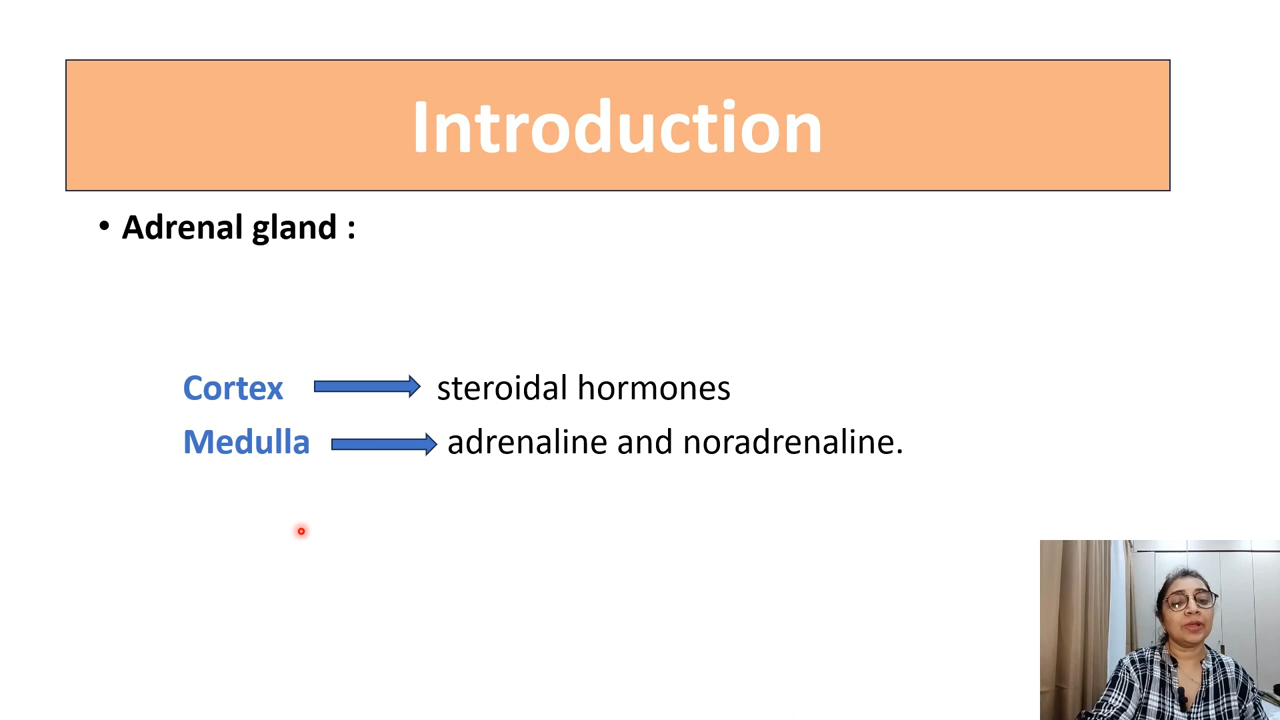 Introduction
• Adrenal gland :
Cortex steroidal hormones
Medulla adrenaline and noradrenaline.